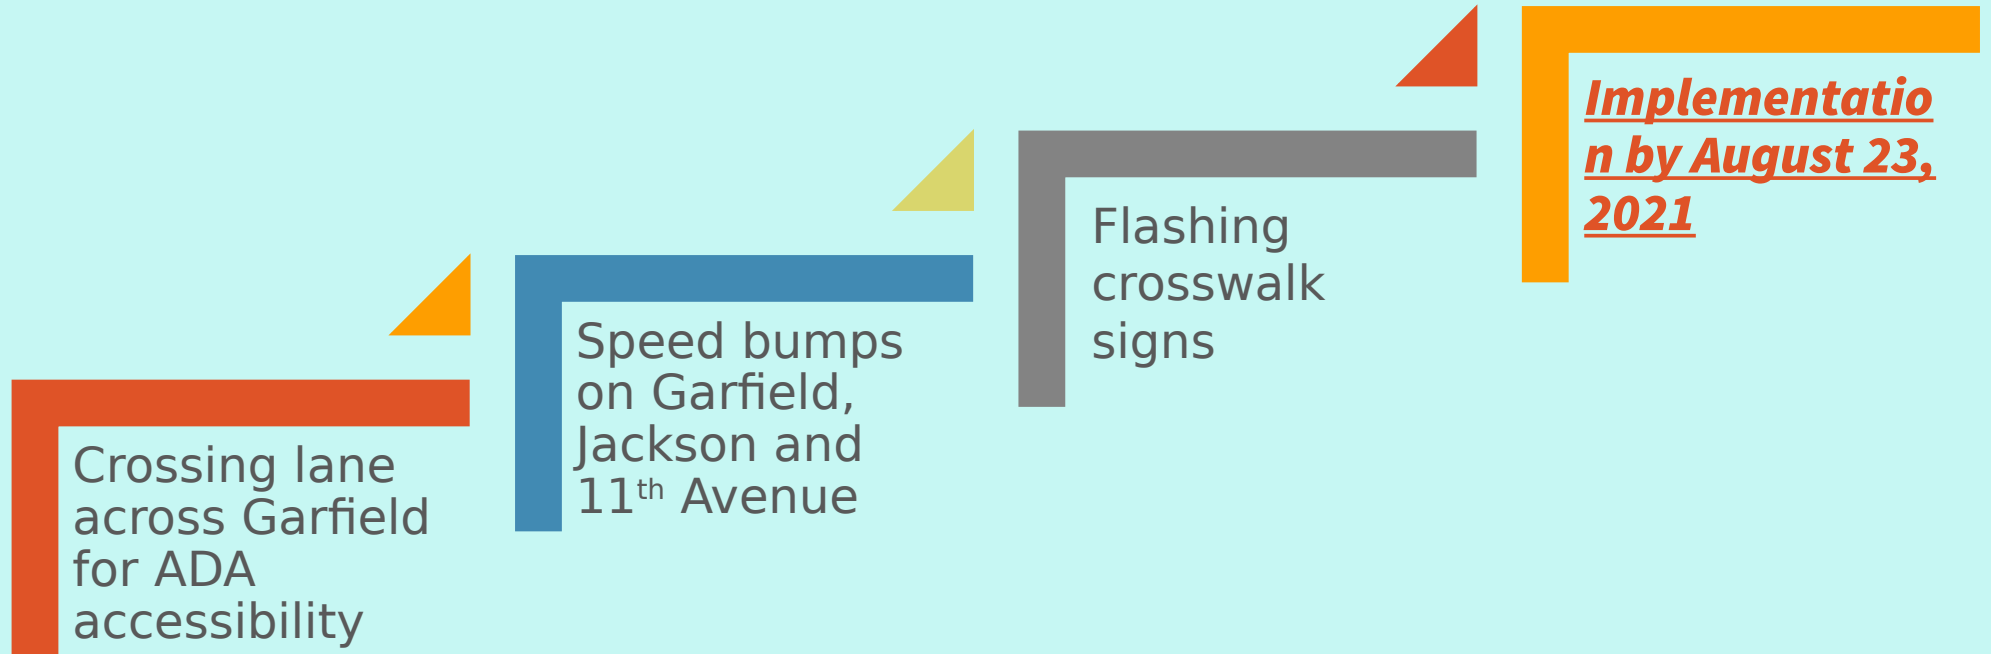 Crossing lane
across Garfield
for ADA
accessibility
Speed bumps
on Garfield,
Jackson and
11th Avenue
Flashing
crosswalk
signs
Implementatio
n by August 23,
2021